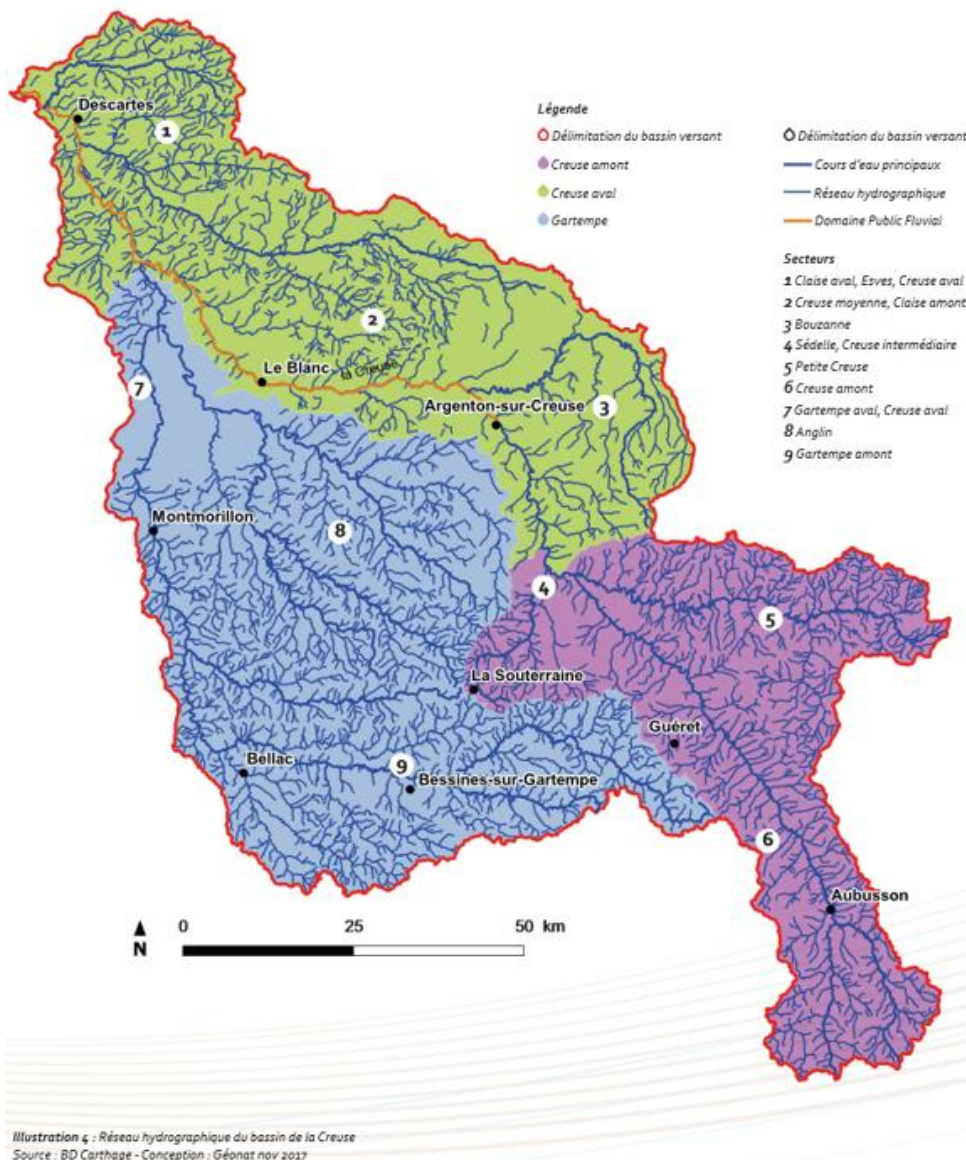 Descartes
1
Légende
Délimitation du bassin versant
Creuse amont
Creuse aval
Gartempe
Délimitation du bassin versant
Cours d'eau principaux
Réseau hydrographique
Domaine Public Fluvial
Secteurs
1 Claise aval, Esves, Creuse aval
2 Creuse moyenne, Claise amont
3 Bouzanne
4 Sédelle, Creuse intermédiaire
5 Petite Creuse
6 Creuse amont
7 Gartempe aval, Creuse aval
8 Anglin
9 Gartempe amont
2
Le Blanc
la Creuse
7
3
Argenton-sur-Creuse
Montmorillon
8
4
5
La Souterraine
Guéret
Bellac
9
Bessines-sur-Gartempe
6
Aubusson
N
0 25 50 km
Illustration 4 : Réseau hydrographique du bassin de la Creuse
Source : BD Carthage - Conception : Géonat nov 2017